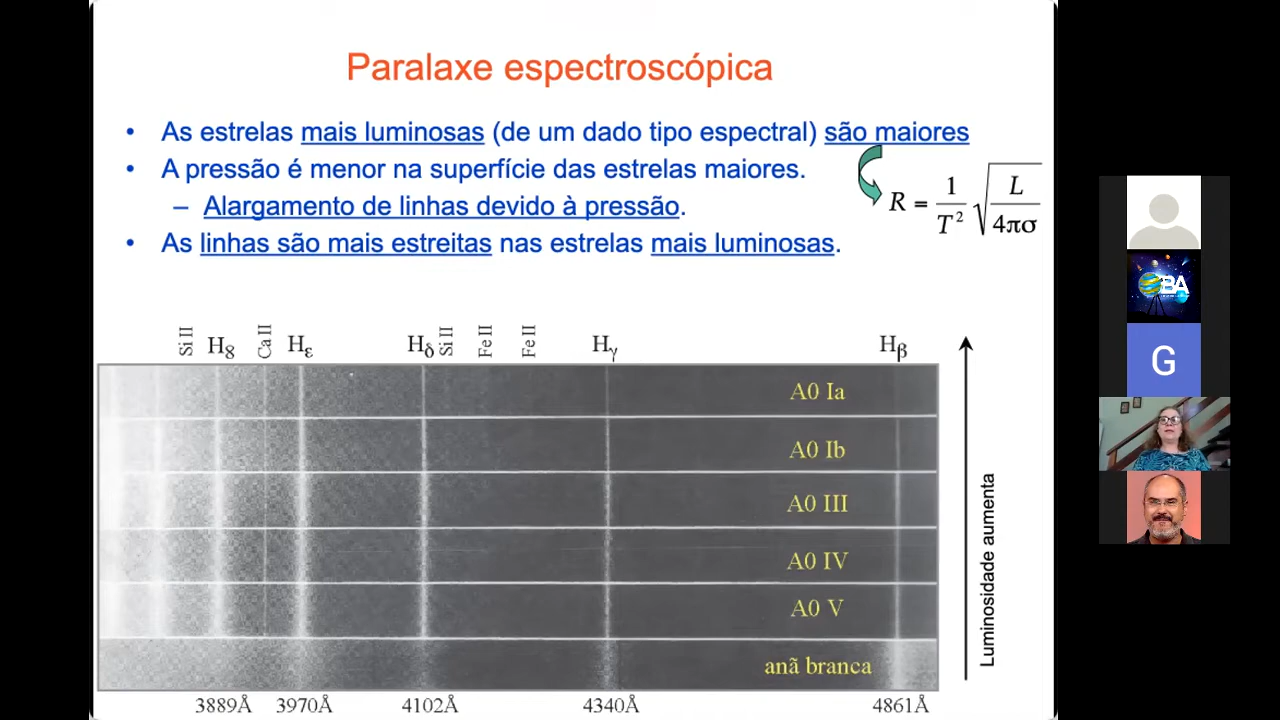 Paralaxe espectroscópica
• As estrelas mais luminosas (de um dado tipo espectral) são maiores
• A pressão é menor na superfície das estrelas maiores.
– Alargamento de linhas devido à pressão.
• As linhas são mais estreitas nas estrelas mais luminosas.
R = 1/T² √(L/4πσ)
Si II H8 Ca II Hε Hδ Si II Fe II Fe II Hγ Hβ
A0 Ia
A0 Ib
A0 III
A0 IV
A0 V
anã branca
3889Å 3970Å 4102Å 4340Å 4861Å
Luminosidade aumenta
OBA
G